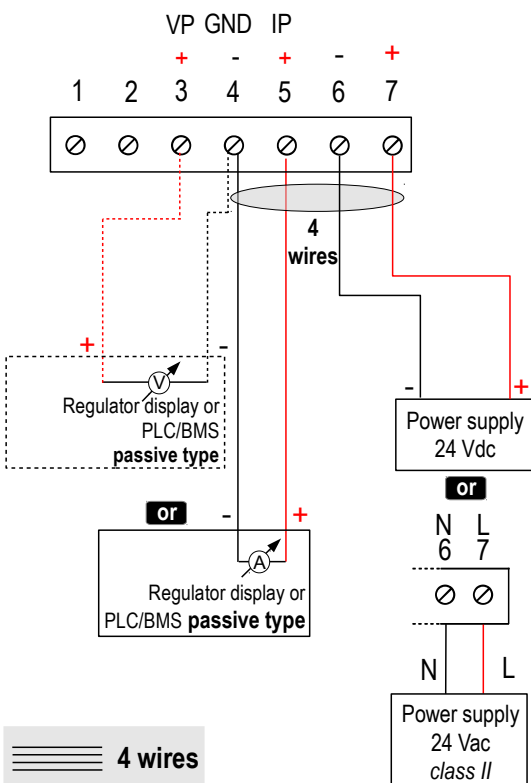 VP GND IP
+ - + - +
1 2 3 4 5 6 7
4
wires
+ -
V
Regulator display or
PLC/BMS
passive type
- +
Power supply
24 Vdc
or
or
- +
A
Regulator display or
PLC/BMS passive type
N L
6 7
N L
Power supply
24 Vac
class II
4 wires